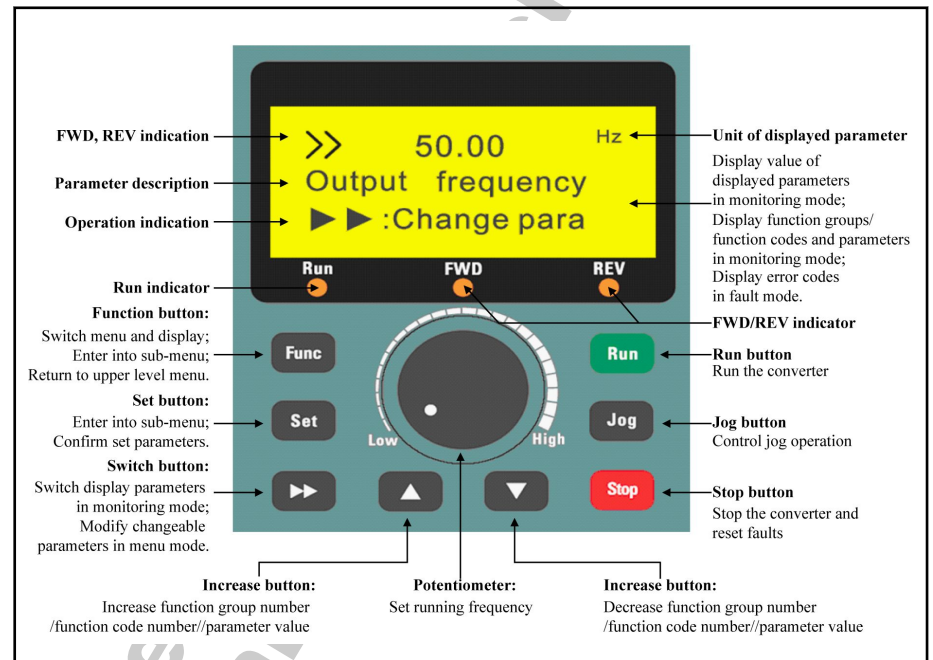 FWD, REV indication
Parameter description
Operation indication
Run indicator
Function button:
Switch menu and display;
Enter into sub-menu;
Return to upper level menu.
Set button:
Enter into sub-menu;
Confirm set parameters.
Switch button:
Switch display parameters
in monitoring mode;
Modify changeable
parameters in menu mode.
>> 50.00 Hz
Output frequency
▶▶:Change para
Run FWD REV
Func
Set
Low High
Run
Jog
Stop
Unit of displayed parameter
Display value of
displayed parameters
in monitoring mode;
Display function groups/
function codes and parameters
in monitoring mode;
Display error codes
in fault mode.
FWD/REV indicator
Run button
Run the converter
Jog button
Control jog operation
Stop button
Stop the converter and
reset faults
Increase button:
Increase function group number
/function code number//parameter value
Potentiometer:
Set running frequency
Increase button:
Decrease function group number
/function code number//parameter value